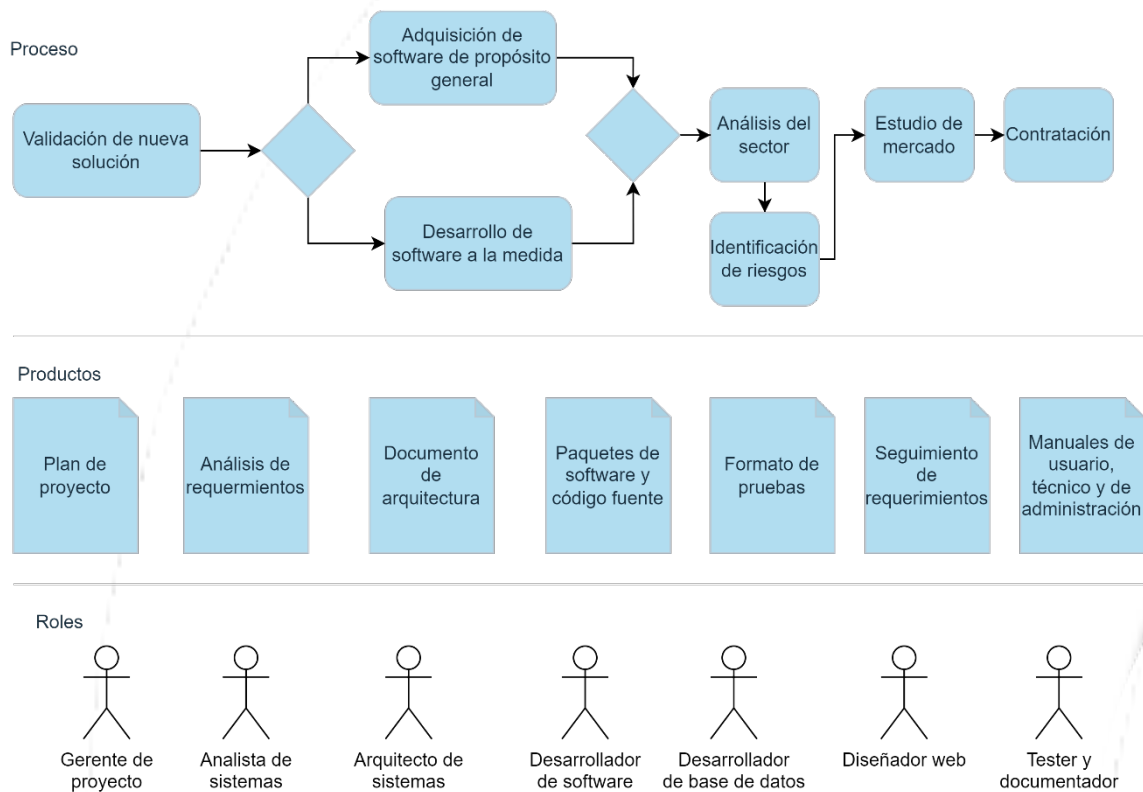 Proceso
Validación de nueva
solución
Adquisición de
software de propósito
general
Desarrollo de
software a la medida
Análisis del
sector
Identificación
de riesgos
Estudio de
mercado
Contratación
Productos
Plan de
proyecto
Análisis de
requermientos
Documento
de
arquitectura
Paquetes de
software y
código fuente
Formato de
pruebas
Seguimiento
de
requerimientos
Manuales de
usuario,
técnico y de
administración
Roles
Gerente de
proyecto
Analista de
sistemas
Arquitecto de
sistemas
Desarrollador
de software
Desarrollador
de base de datos
Diseñador web
Tester y
documentador